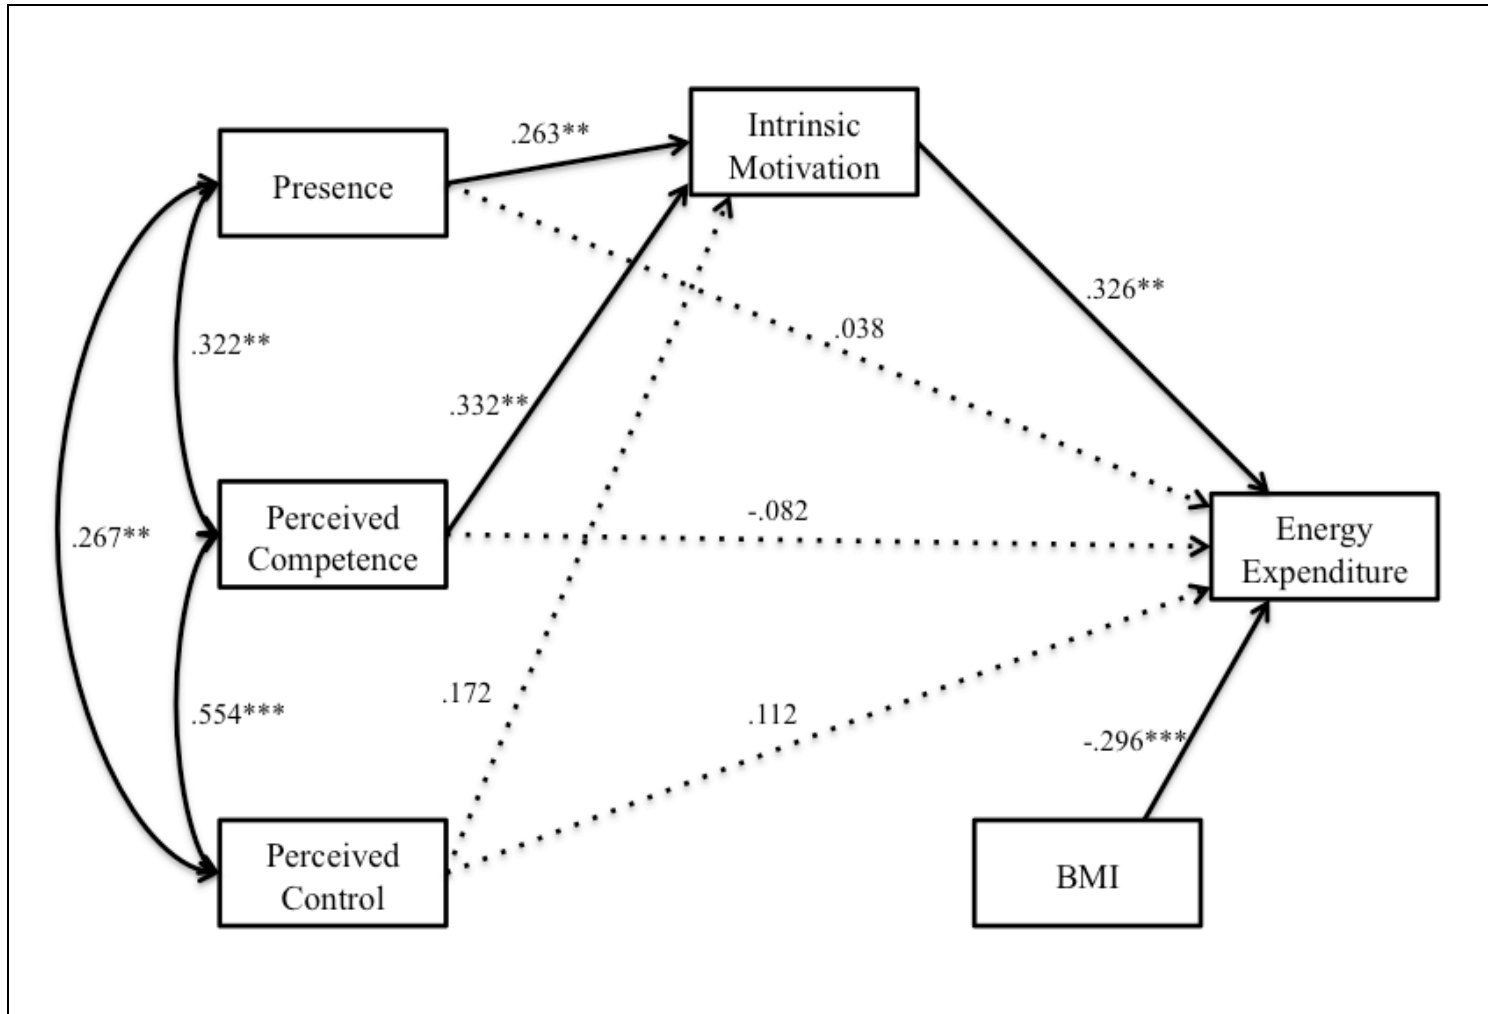 .263**
Intrinsic
Motivation
Presence
.326**
.038
.322**
.332**
-.082
.267**
Perceived
Competence
Energy
Expenditure
.172
.554***
.112
-.296***
Perceived
Control
BMI